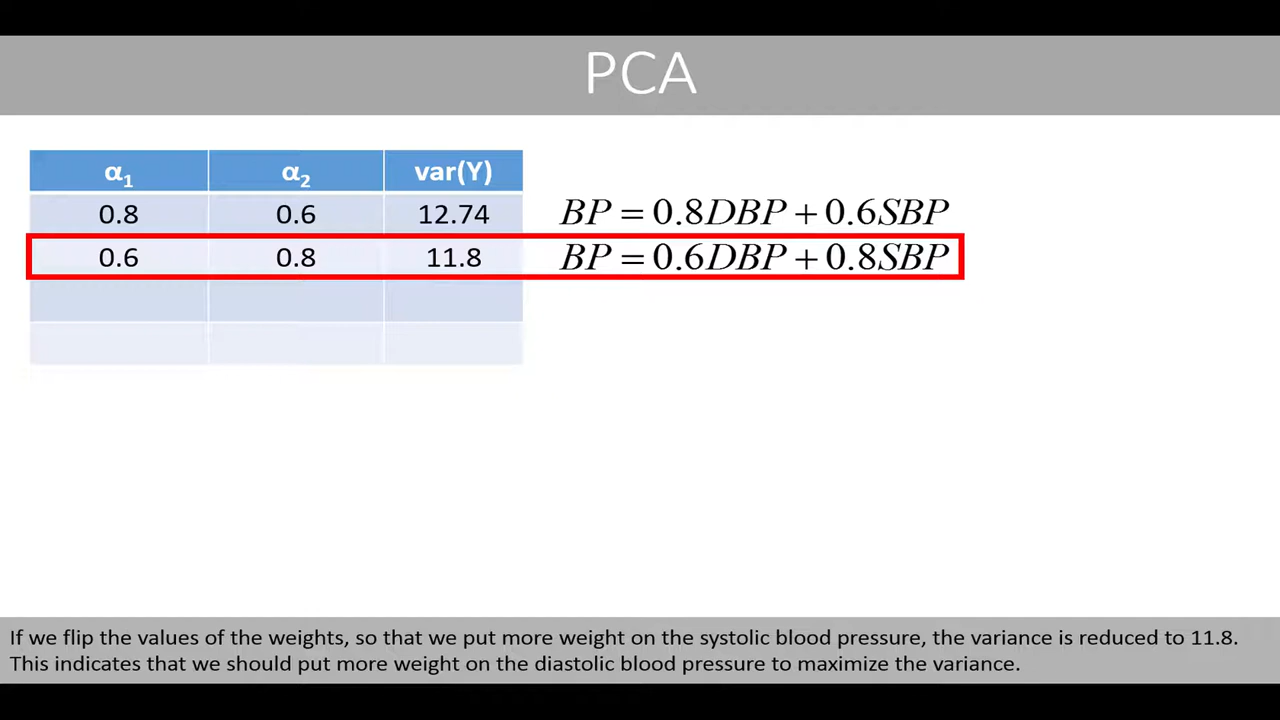 PCA
α1 α2 var(Y)
0.8 0.6 12.74 BP = 0.8DBP + 0.6SBP
0.6 0.8 11.8 BP = 0.6DBP + 0.8SBP
If we flip the values of the weights, so that we put more weight on the systolic blood pressure, the variance is reduced to 11.8.
This indicates that we should put more weight on the diastolic blood pressure to maximize the variance.